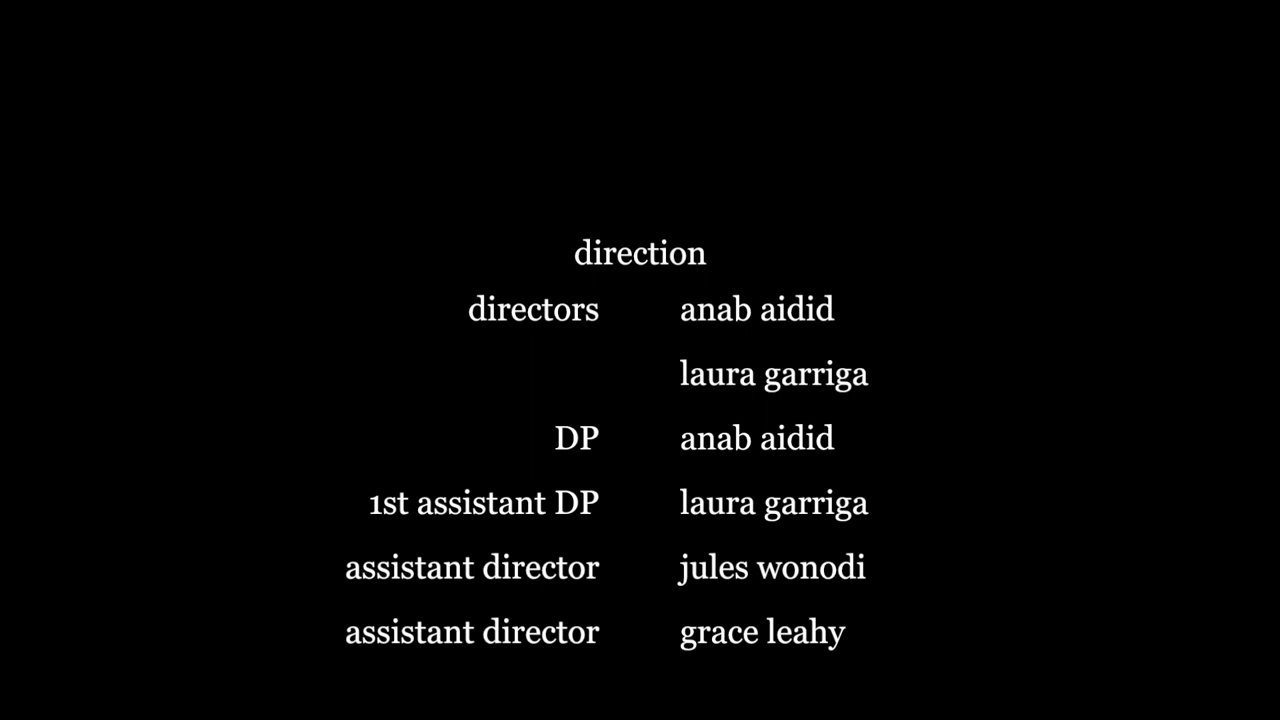 direction
directors anab aidid
laura garriga
DP anab aidid
1st assistant DP laura garriga
assistant director jules wonodi
assistant director grace leahy